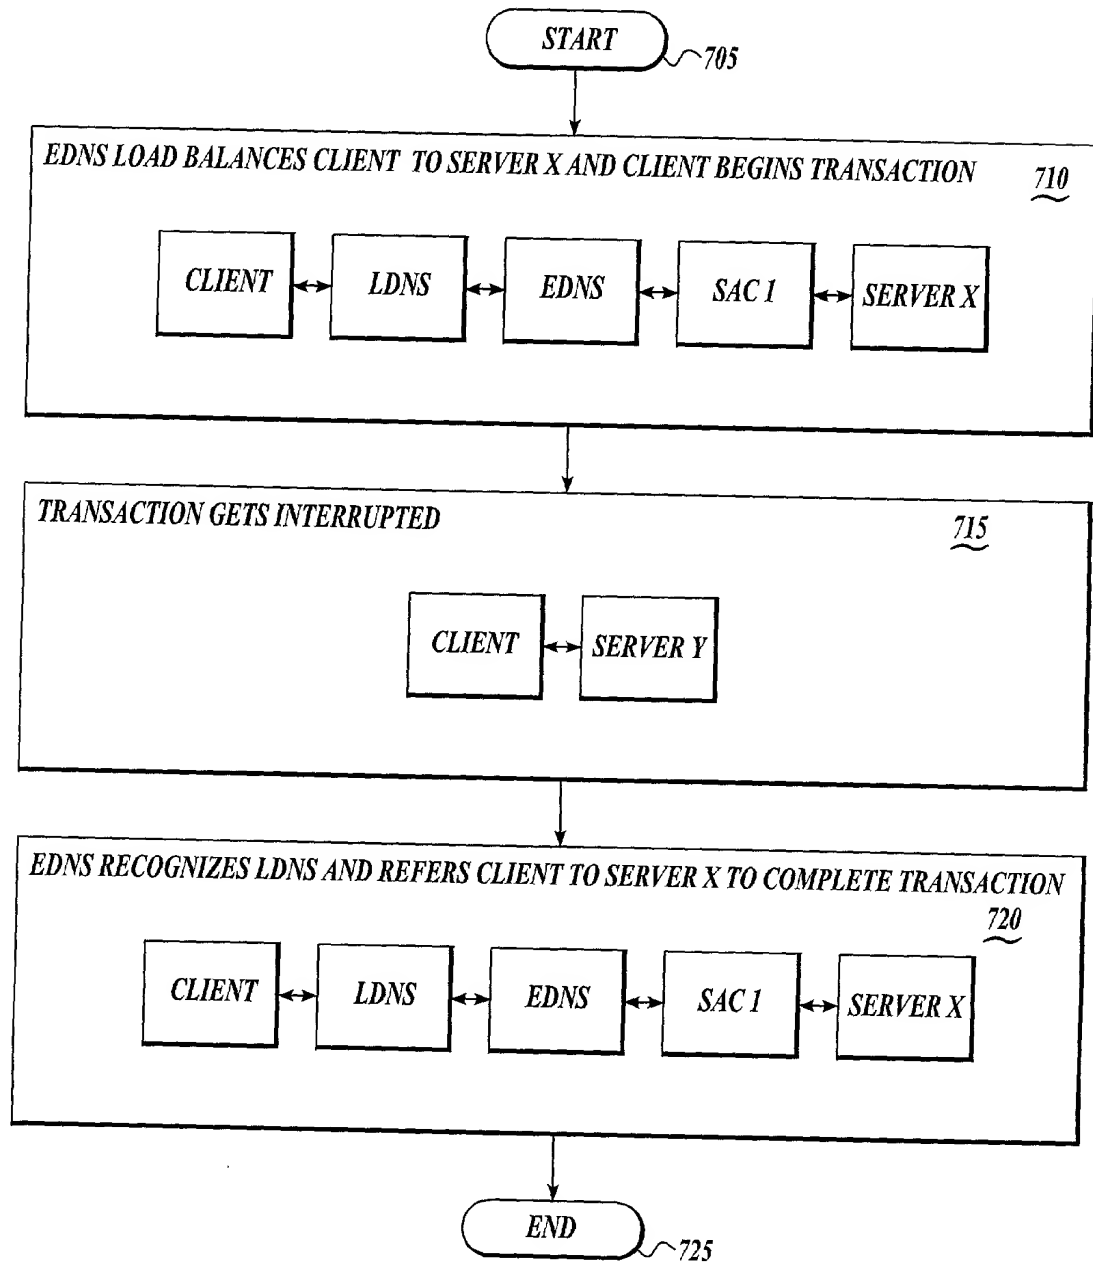 START
705
EDNS LOAD BALANCES CLIENT TO SERVER X AND CLIENT BEGINS TRANSACTION
710
CLIENT
LDNS
EDNS
SAC 1
SERVER X
TRANSACTION GETS INTERRUPTED
715
CLIENT
SERVER Y
EDNS RECOGNIZES LDNS AND REFERS CLIENT TO SERVER X TO COMPLETE TRANSACTION
720
CLIENT
LDNS
EDNS
SAC 1
SERVER X
END
725